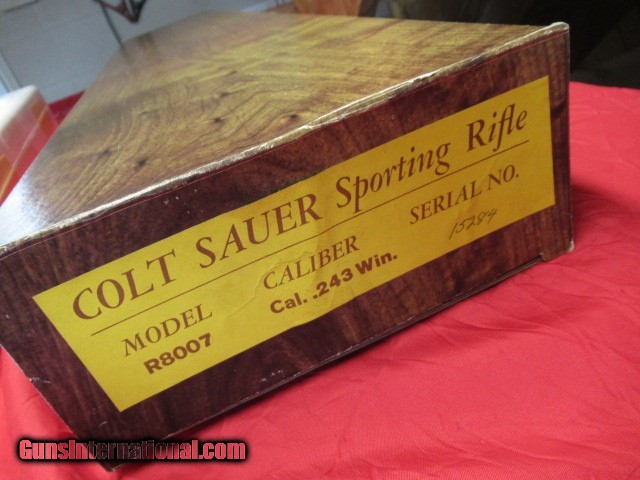 COLT SAUER Sporting Rifle
MODEL CALIBER SERIAL NO.
R8007 Cal. .243 Win. 15284
GunsInternational.com